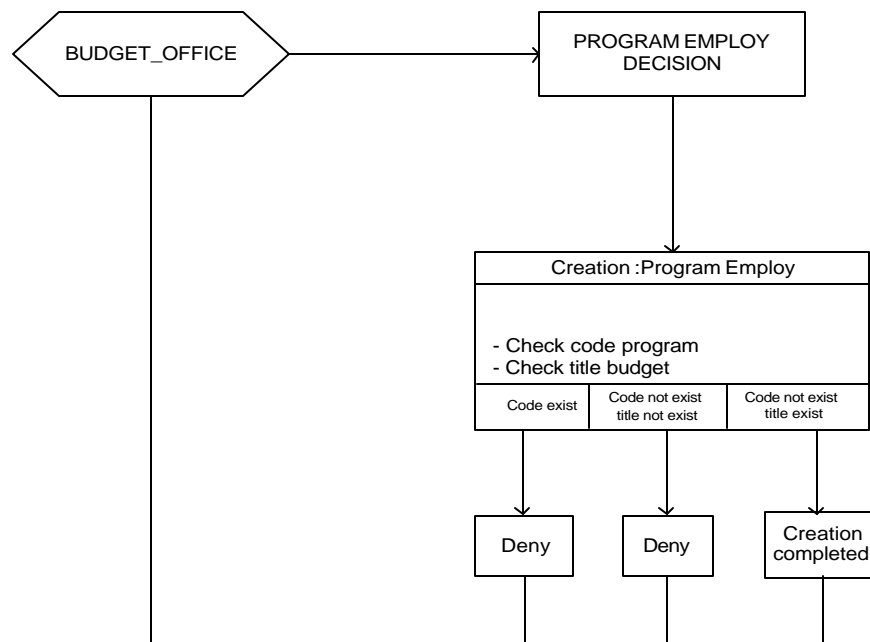 BUDGET_OFFICE
PROGRAM EMPLOY
DECISION
Creation :Program Employ
- Check code program
- Check title budget
Code exist
Code not exist
title not exist
Code not exist
title exist
Deny
Deny
Creation
completed